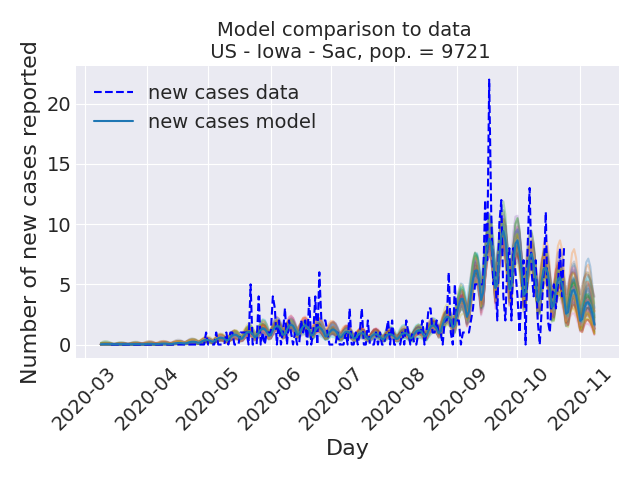 Model comparison to data
US - Iowa - Sac, pop. = 9721
Number of new cases reported
20
15
10
5
0
new cases data
new cases model
2020-03
2020-04
2020-05
2020-06
2020-07
2020-08
2020-09
2020-10
2020-11
Day